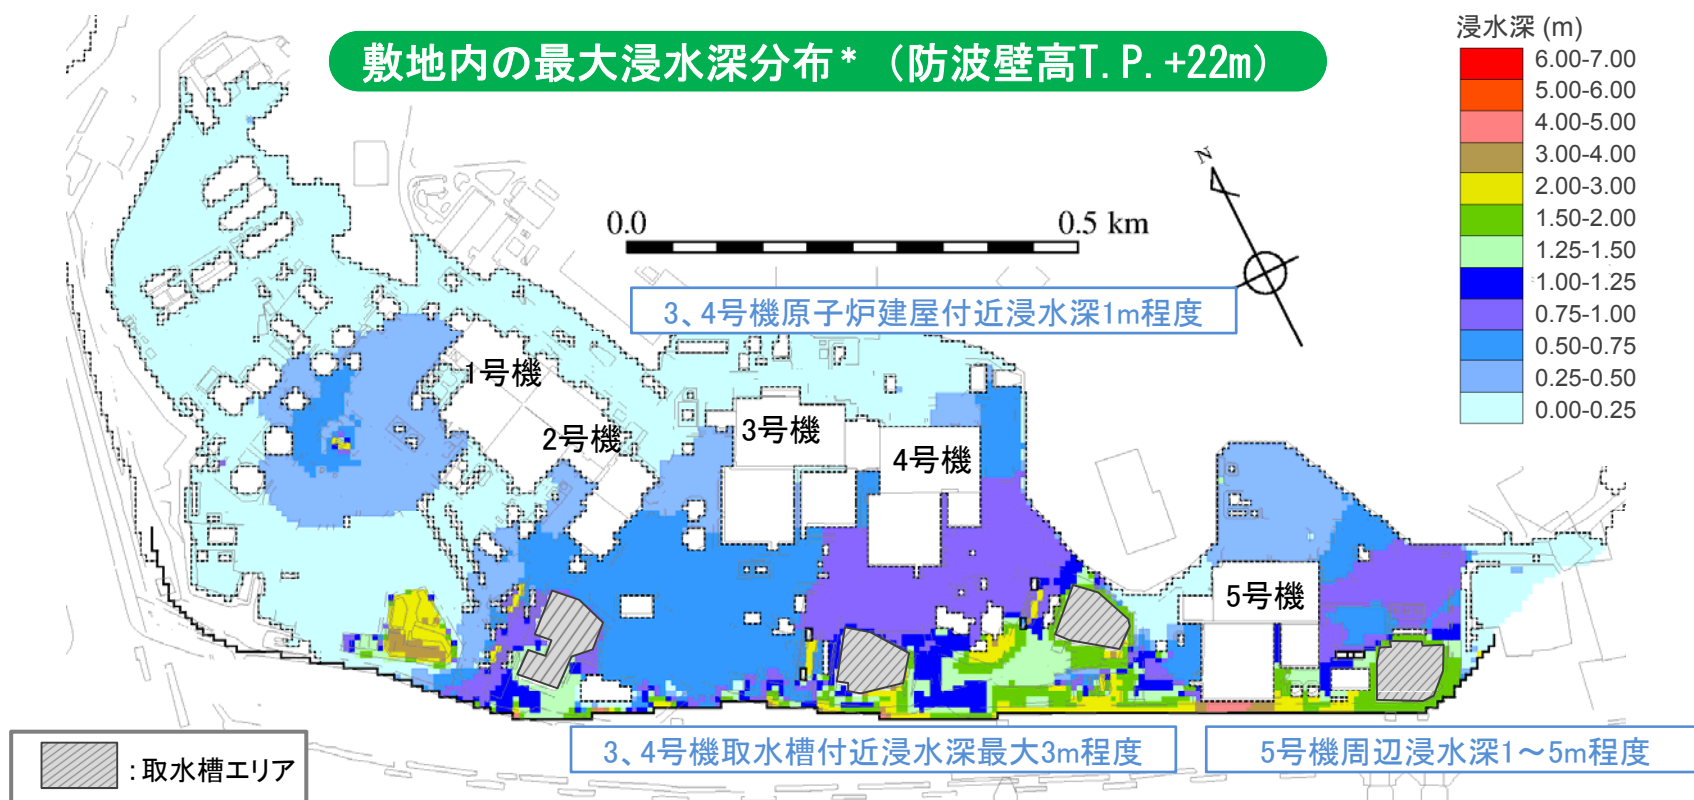 敷地内の最大浸水深分布*（防波壁高T.P.+22m）
浸水深 (m)
6.00-7.00
5.00-6.00
4.00-5.00
3.00-4.00
2.00-3.00
1.50-2.00
1.25-1.50
1.00-1.25
0.75-1.00
0.50-0.75
0.25-0.50
0.00-0.25
N
0.0 0.5 km
3、4号機原子炉建屋付近浸水深1m程度
1号機
2号機
3号機
4号機
5号機
3、4号機取水槽付近浸水深最大3m程度
5号機周辺浸水深1～5m程度
：取水槽エリア